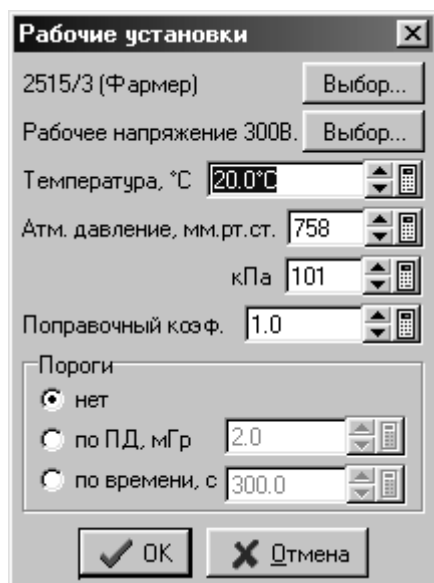 Рабочие установки
2515/3 (Фармер) Выбор...
Рабочее напряжение 300В. Выбор...
Температура, °C 20.0°C
Атм. давление, мм.рт.ст. 758
кПа 101
Поправочный коэф. 1.0
Пороги
нет
по ПД, мГр 2.0
по времени, с 300.0
OK Отмена